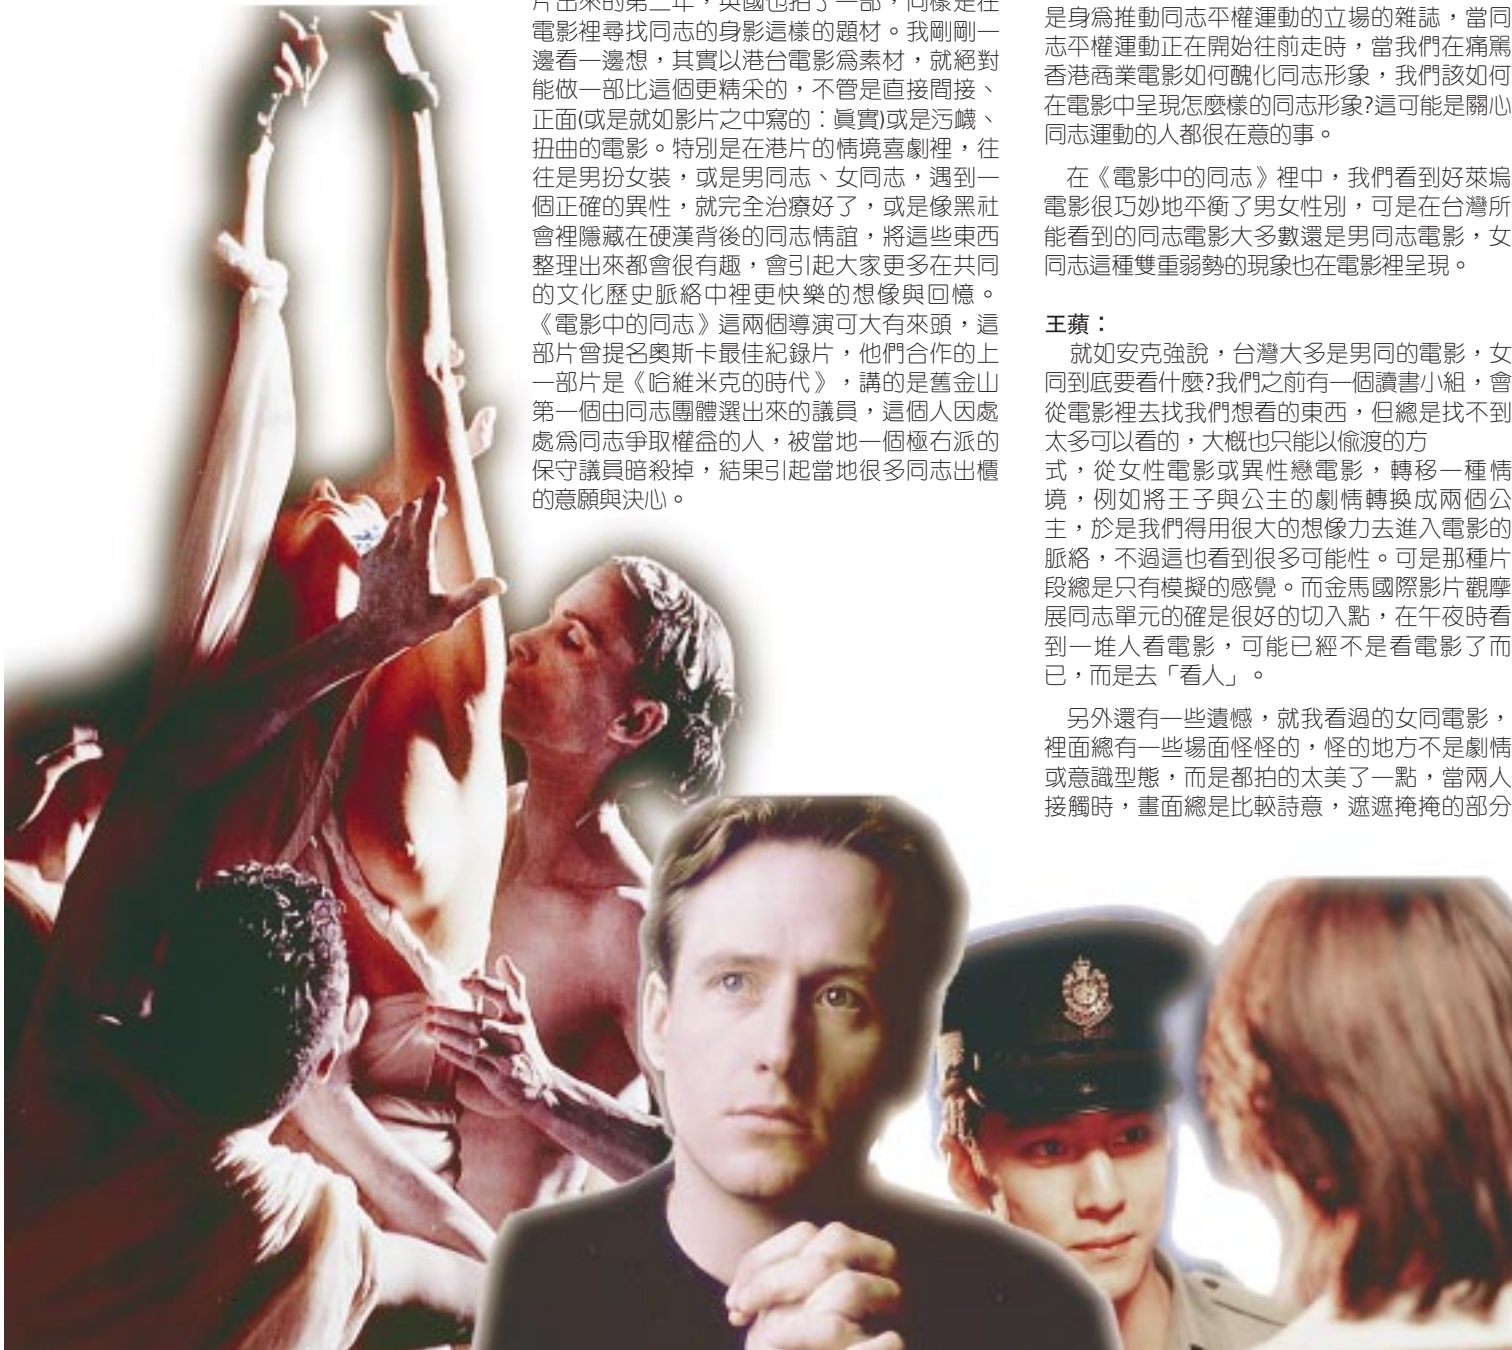 片出來的第二年，英國也拍了一部，同樣是在
電影裡尋找同志的身影這樣的題材。我剛剛一
邊看一邊想，其實以港台電影為素材，就絕對
能做一部比這個更精采的，不管是直接間接、
正面(或是就如影片之中寫的：真實)或是污衊、
扭曲的電影。特別是在港片的情境喜劇裡，往
往是男扮女裝，或是男同志、女同志，遇到一
個正確的異性，就完全治療好了，或是像黑社
會裡隱藏在硬漢背後的同志情誼，將這些東西
整理出來都會很有趣，會引起大家更多在共同
的文化歷史脈絡中裡更快樂的想像與回憶。
《電影中的同志》這兩個導演可大有來頭，這
部片曾提名奧斯卡最佳紀錄片，他們合作的上
一部片是《哈維米克的時代》，講的是舊金山
第一個由同志團體選出來的議員，這個人因處
處為同志爭取權益的人，被當地一個極右派的
保守議員暗殺掉，結果引起當地很多同志出櫃
的意願與決心。
是身為推動同志平權運動的立場的雜誌，當同
志平權運動正在開始往前走時，當我們在痛罵
香港商業電影如何醜化同志形象，我們該如何
在電影中呈現怎麼樣的同志形象?這可能是關心
同志運動的人都很在意的事。
在《電影中的同志》裡中，我們看到好萊塢
電影很巧妙地平衡了男女性別，可是在台灣所
能看到的同志電影大多數還是男同志電影，女
同志這種雙重弱勢的現象也在電影裡呈現。
王蘋：
就如安克強說，台灣大多是男同的電影，女
同到底要看什麼?我們之前有一個讀書小組，會
從電影裡去找我們想看的東西，但總是找不到
太多可以看的，大概也只能以偷渡的方
式，從女性電影或異性戀電影，轉移一種情
境，例如將王子與公主的劇情轉換成兩個公
主，於是我們得用很大的想像力去進入電影的
脈絡，不過這也看到很多可能性。可是那種片
段總是只有模擬的感覺。而金馬國際影片觀摩
展同志單元的確是很好的切入點，在午夜時看
到一堆人看電影，可能已經不是看電影了而
已，而是去「看人」。
另外還有一些遺憾，就我看過的女同電影，
裡面總有一些場面怪怪的，怪的地方不是劇情
或意識型態，而是都拍的太美了一點，當兩人
接觸時，畫面總是比較詩意，遮遮掩掩的部分